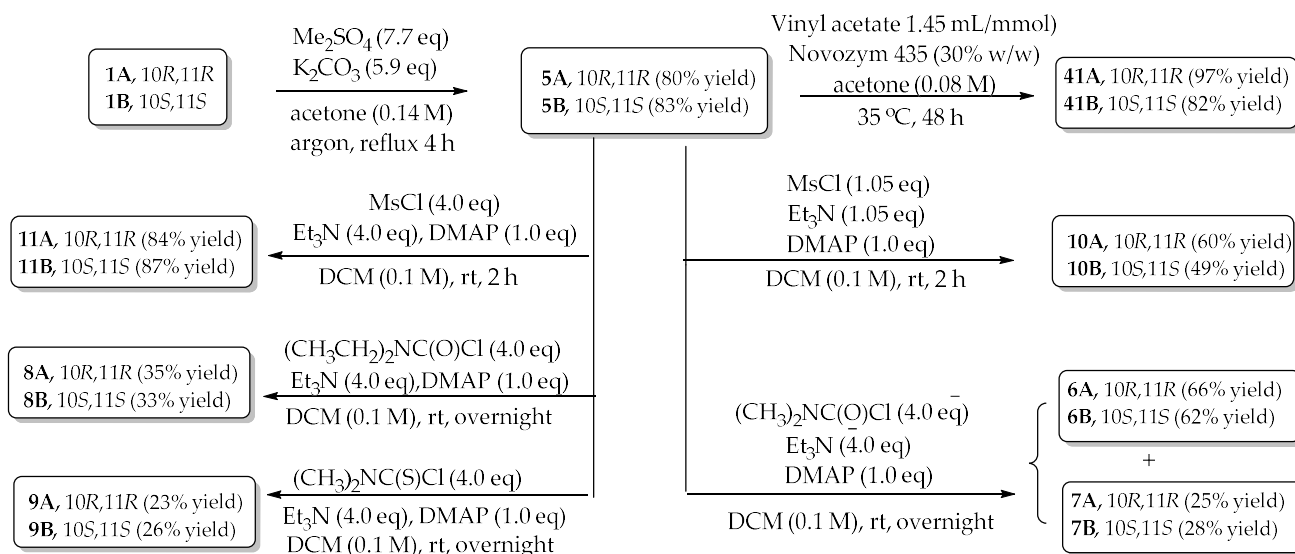 1A, 10R,11R
1B, 10S,11S
Me2SO4 (7.7 eq)
K2CO3 (5.9 eq)
acetone (0.14 M)
argon, reflux 4 h
5A, 10R,11R (80% yield)
5B, 10S,11S (83% yield)
Vinyl acetate 1.45 mL/mmol)
Novozym 435 (30% w/w)
acetone (0.08 M)
35 ºC, 48 h
41A, 10R,11R (97% yield)
41B, 10S,11S (82% yield)
11A, 10R,11R (84% yield)
11B, 10S,11S (87% yield)
MsCl (4.0 eq)
Et3N (4.0 eq), DMAP (1.0 eq)
DCM (0.1 M), rt, 2 h
MsCl (1.05 eq)
Et3N (1.05 eq)
DMAP (1.0 eq)
DCM (0.1 M), rt, 2 h
10A, 10R,11R (60% yield)
10B, 10S,11S (49% yield)
8A, 10R,11R (35% yield)
8B, 10S,11S (33% yield)
(CH3CH2)2NC(O)Cl (4.0 eq)
Et3N (4.0 eq),DMAP (1.0 eq)
DCM (0.1 M), rt, overnight
(CH3)2NC(O)Cl (4.0 eq)
Et3N (4.0 eq)
DMAP (1.0 eq)
DCM (0.1 M), rt, overnight
6A, 10R,11R (66% yield)
6B, 10S,11S (62% yield)
+
7A, 10R,11R (25% yield)
7B, 10S,11S (28% yield)
9A, 10R,11R (23% yield)
9B, 10S,11S (26% yield)
(CH3)2NC(S)Cl (4.0 eq)
Et3N (4.0 eq), DMAP (1.0 eq)
DCM (0.1 M), rt, overnight